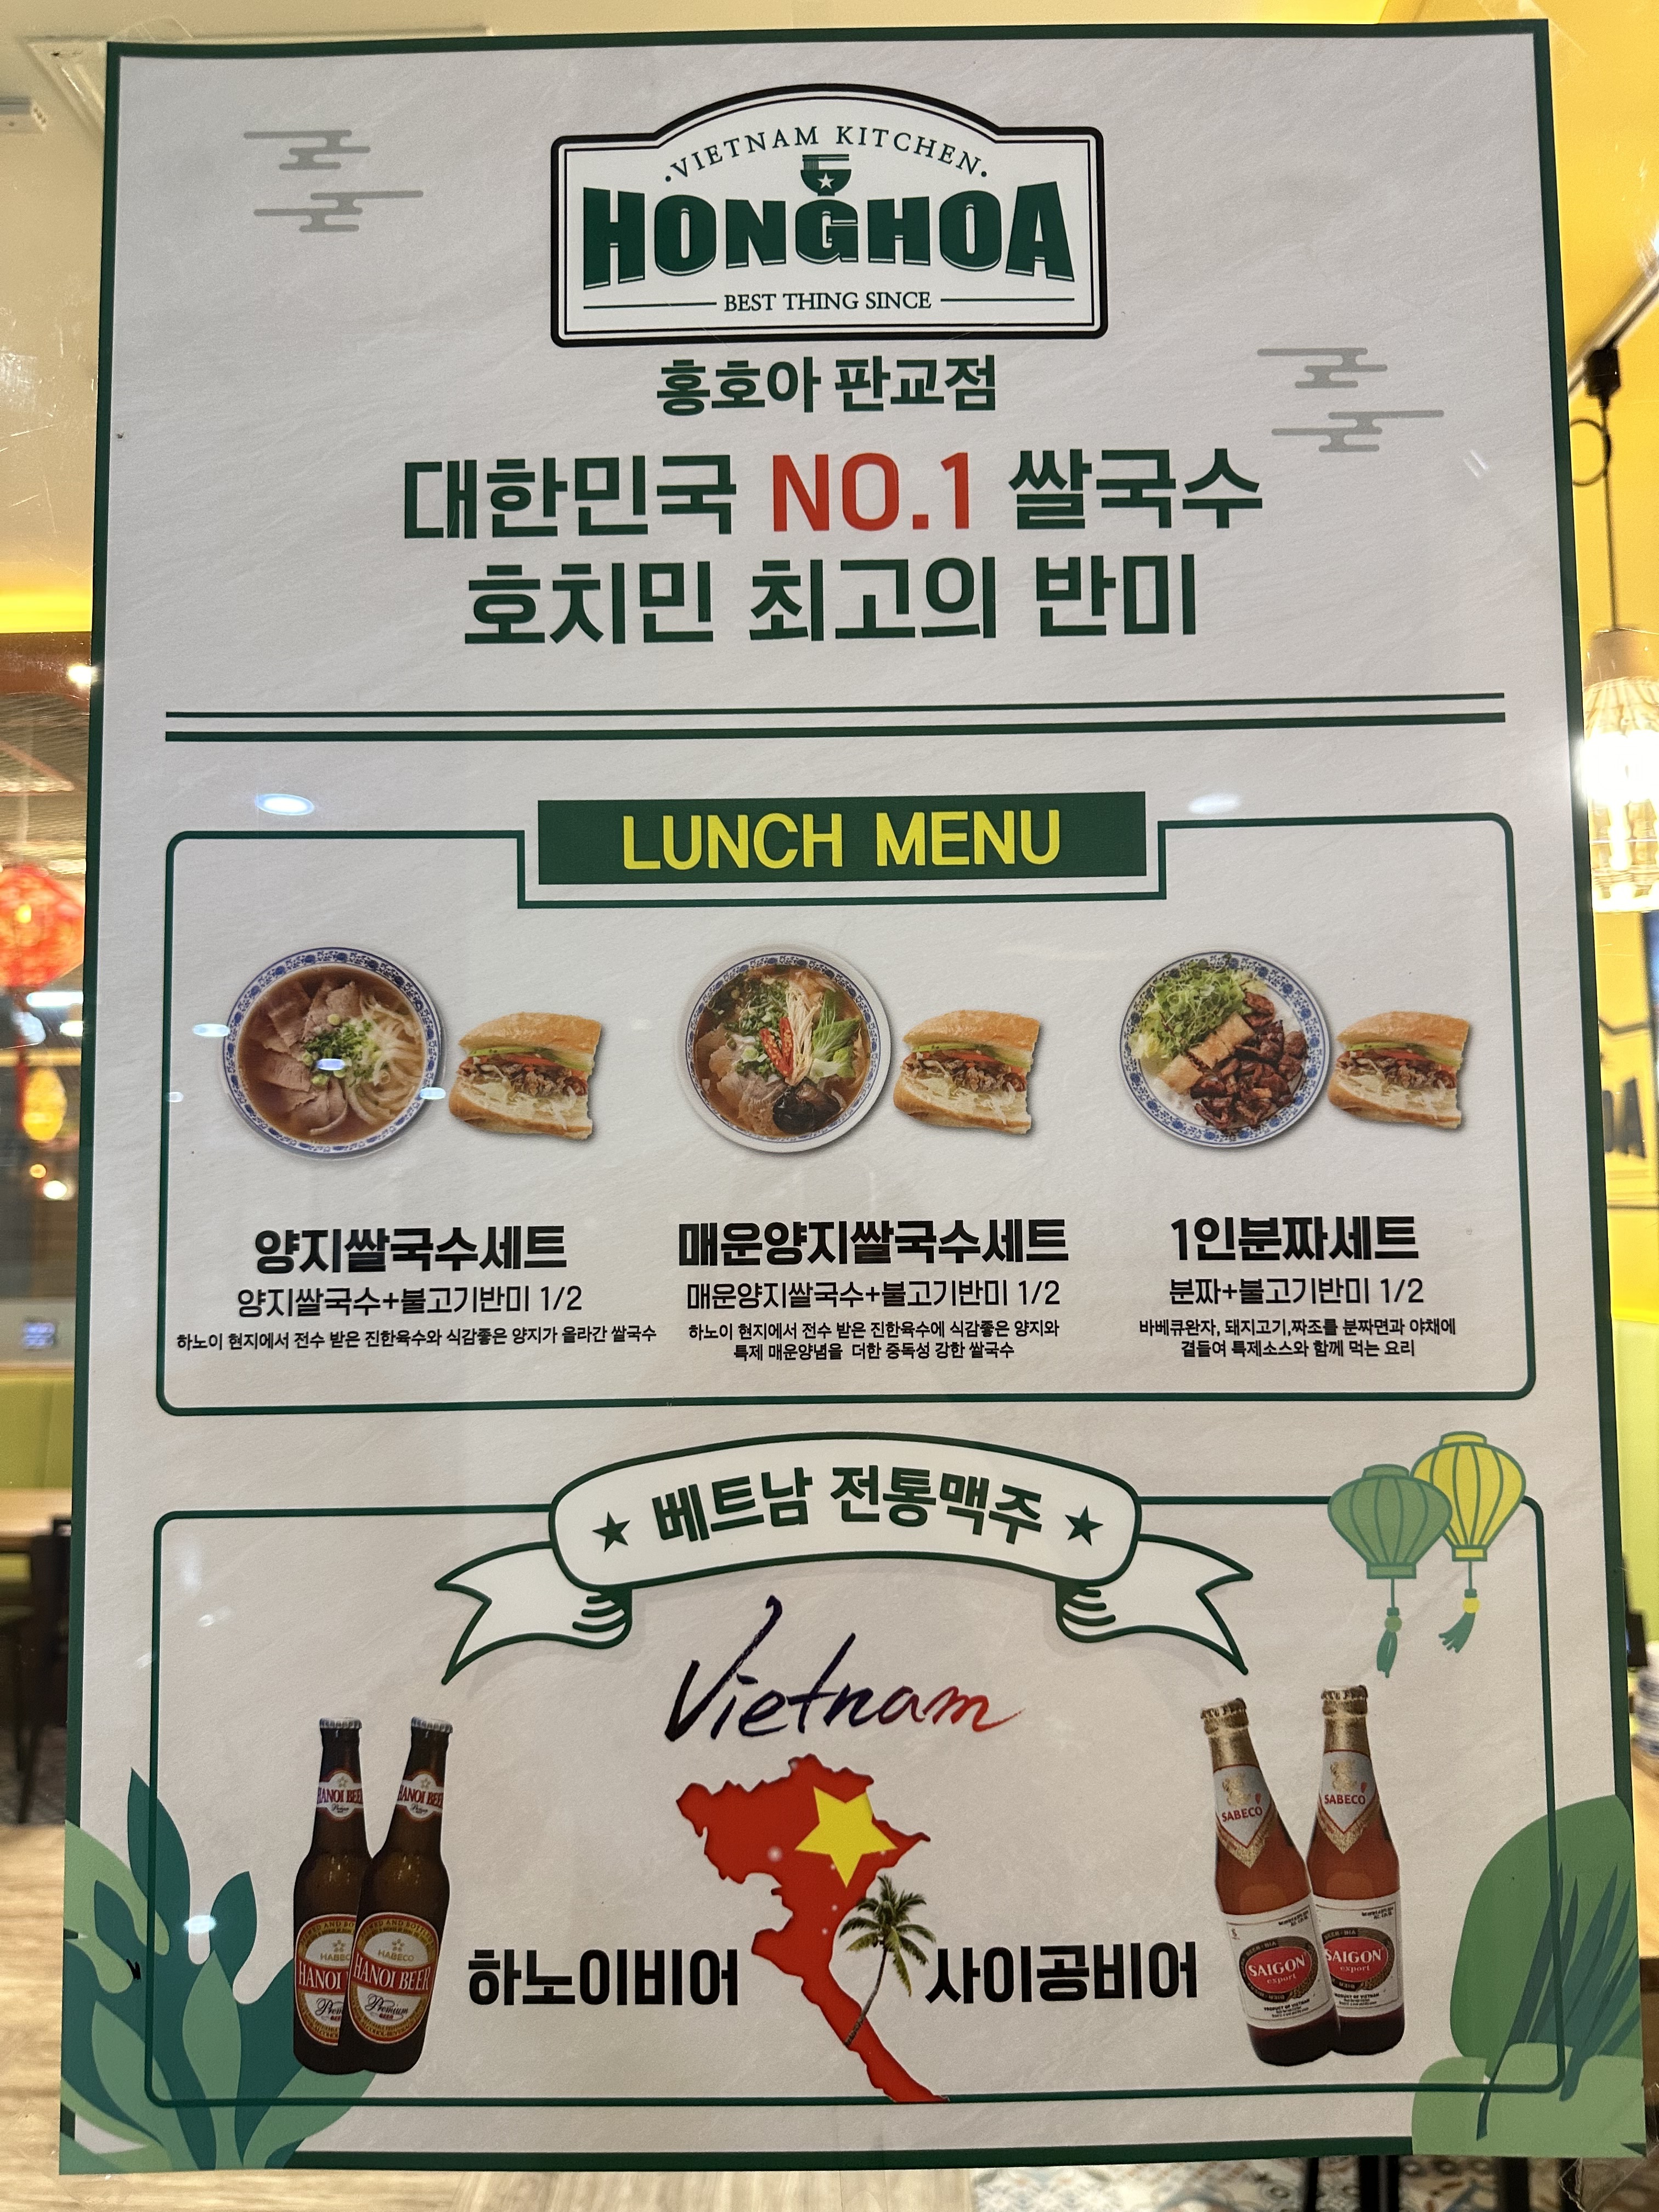 VIETNAM KITCHEN
HONGHOA
BEST THING SINCE
홍호아 판교점
대한민국 NO.1 쌀국수
호치민 최고의 반미
LUNCH MENU
양지쌀국수세트
양지쌀국수+불고기반미 1/2
하노이 현지에서 전수 받은 진한육수와 식감좋은 양지가 올라간 쌀국수
매운양지쌀국수세트
매운양지쌀국수+불고기반미 1/2
하노이 현지에서 전수 받은 진한육수에 식감좋은 양지와
특제 매운양념을 더한 중독성 강한 쌀국수
1인분짜세트
분짜+불고기반미 1/2
바베큐완자, 돼지고기,짜조를 분짜면과 야채에
곁들여 특제소스와 함께 먹는 요리
★ 베트남 전통맥주 ★
Vietnam
HANOI BEER
HANOI BEER
HABECO
HANOI BEER
Premium
하노이비어
사이공비어
SABECO
SABECO
SAIGON
export
SAIGON
export